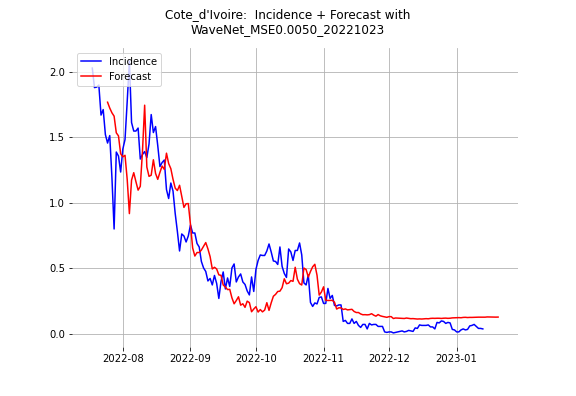 Cote_d'Ivoire:  Incidence + Forecast with
WaveNet_MSE0.0050_20221023
Incidence
Forecast
2.0
1.5
1.0
0.5
0.0
2022-08 2022-09 2022-10 2022-11 2022-12 2023-01